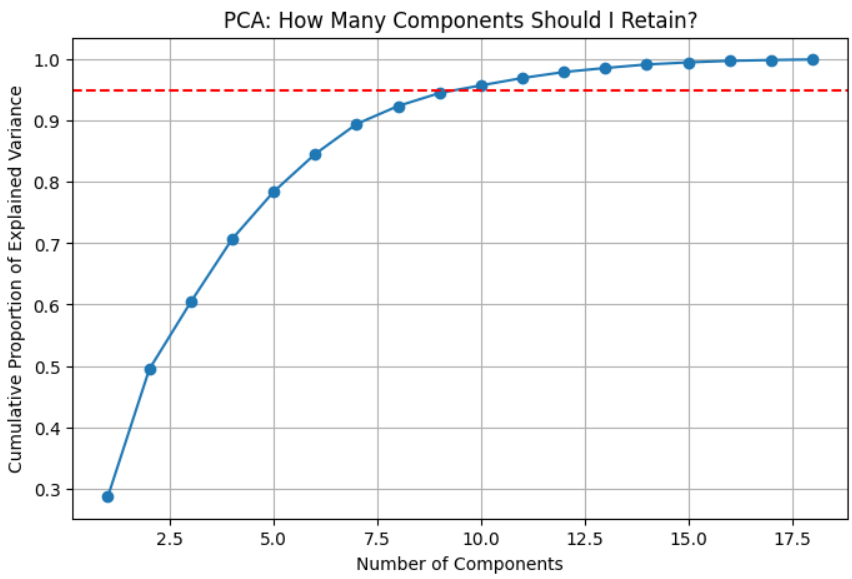 PCA: How Many Components Should I Retain?
Cumulative Proportion of Explained Variance
1.0
0.9
0.8
0.7
0.6
0.5
0.4
0.3
2.5 5.0 7.5 10.0 12.5 15.0 17.5
Number of Components